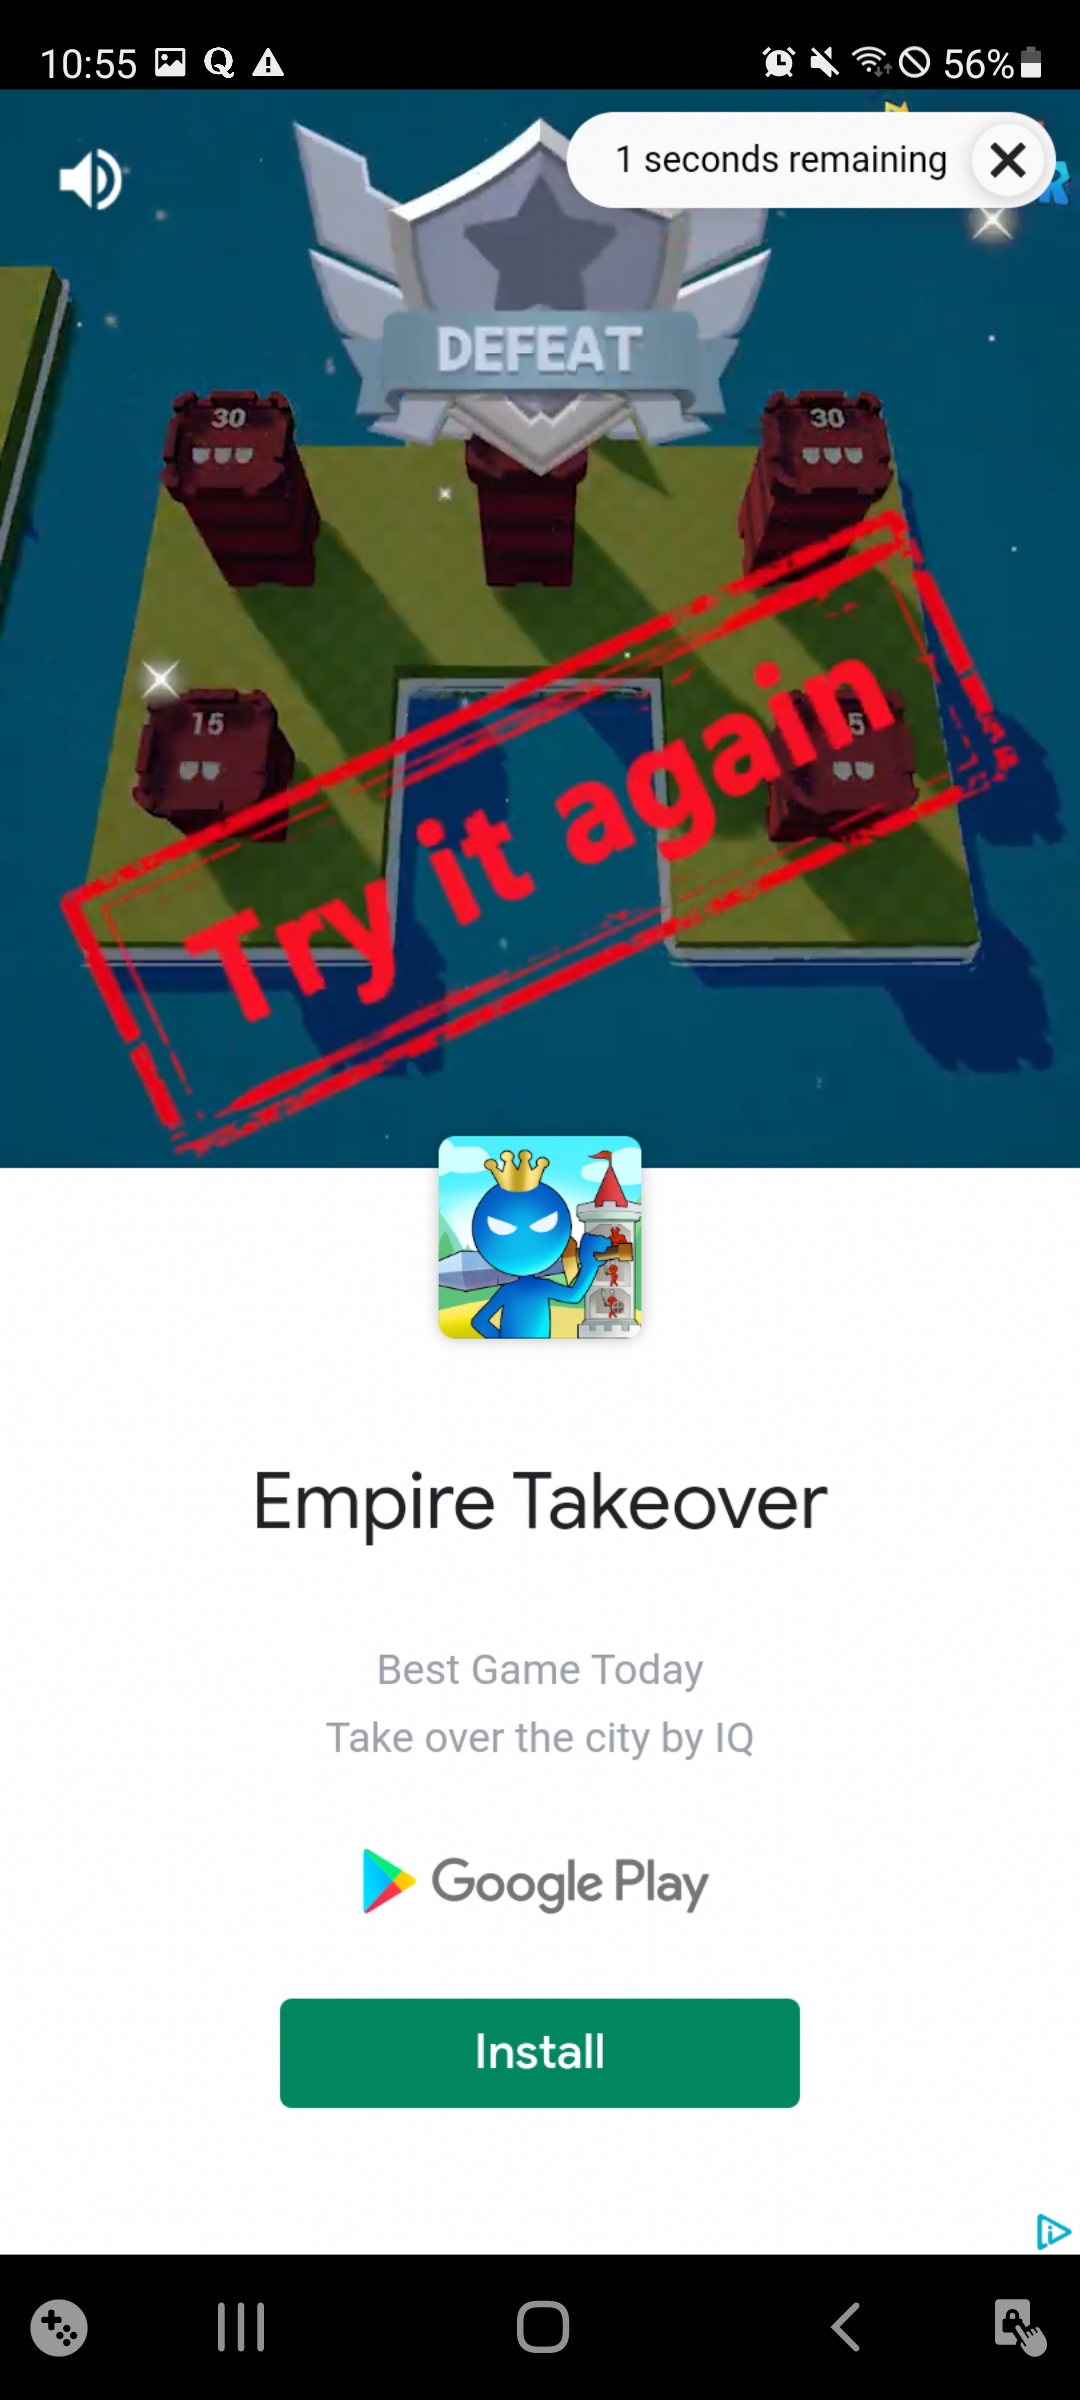 10:55
56%
1 seconds remaining
DEFEAT
30
30
15
5
Try it again
Empire Takeover
Best Game Today
Take over the city by IQ
Google Play
Install